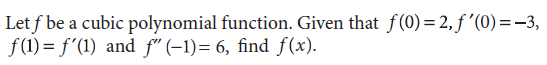 Let f be a cubic polynomial function. Given that f(0) = 2, f ′(0) = −3,
f(1) = f ′(1) and f″ (−1) = 6, find f(x).